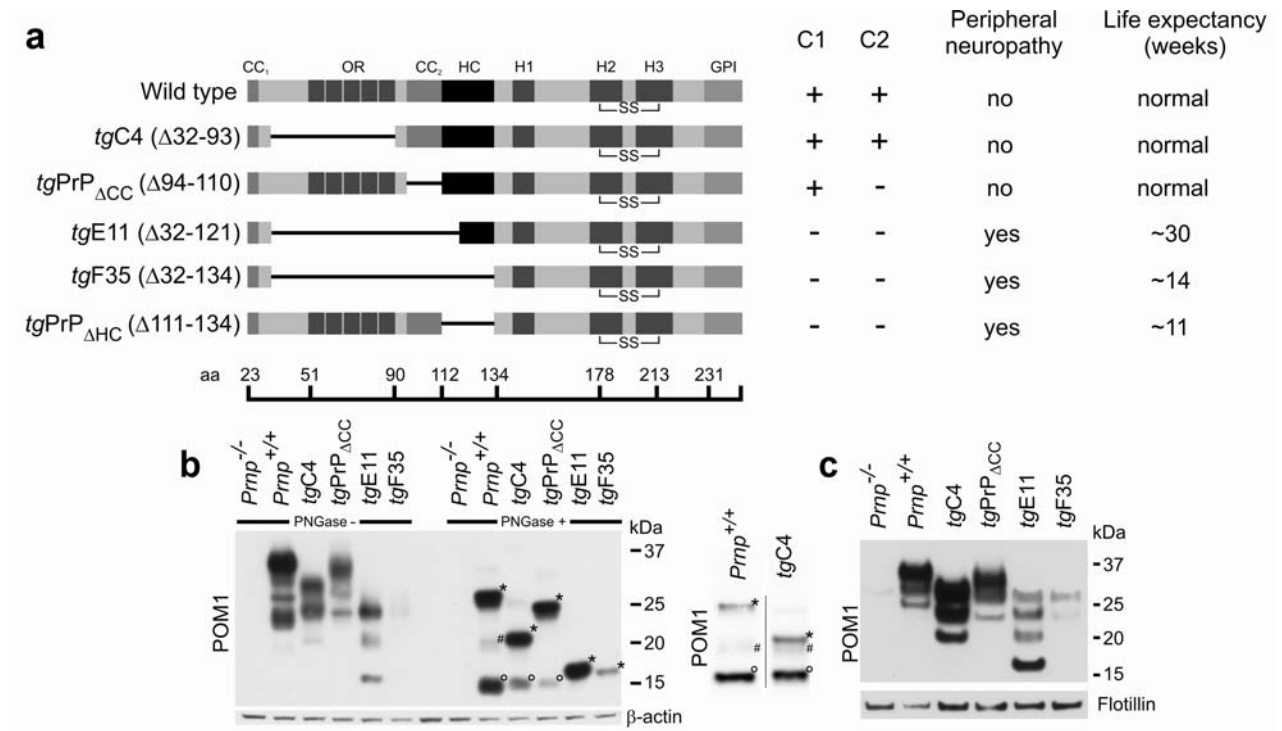 a
C1 C2 Peripheral neuropathy Life expectancy (weeks)
CC1 OR CC2 HC H1 H2 H3 GPI
Wild type + + no normal
SS
tgC4 (Δ32-93) + + no normal
SS
tgPrPΔCC (Δ94-110) + - no normal
SS
tgE11 (Δ32-121) - - yes ~30
SS
tgF35 (Δ32-134) - - yes ~14
SS
tgPrPΔHC (Δ111-134) - - yes ~11
SS
aa 23 51 90 112 134 178 213 231
b
Prnp-/- Prnp+/+ tgC4 tgPrPΔCC tgE11 tgF35
Prnp-/- Prnp+/+ tgC4 tgPrPΔCC tgE11 tgF35
PNGase - PNGase + kDa
POM1
-37
-25
-20
-15
* * * * *
#
° ° °
β-actin
Prnp+/+ tgC4
POM1
* *
# #
° °
c
Prnp-/- Prnp+/+ tgC4 tgPrPΔCC tgE11 tgF35
kDa
POM1
-37
-25
-20
-15
Flotillin